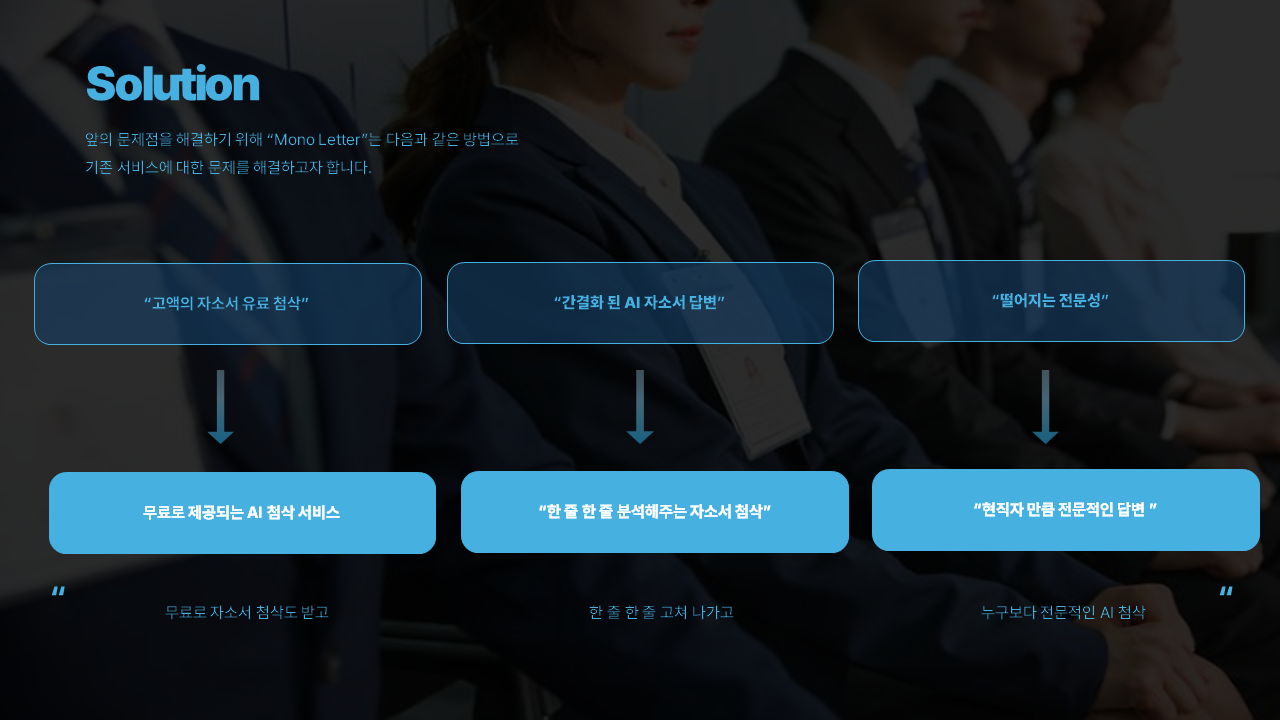 Solution
앞의 문제점을 해결하기 위해 “Mono Letter”는 다음과 같은 방법으로
기존 서비스에 대한 문제를 해결하고자 합니다.
“고액의 자소서 유료 첨삭”
“간결화 된 AI 자소서 답변”
“떨어지는 전문성”
무료로 제공되는 AI 첨삭 서비스
“한 줄 한 줄 분석해주는 자소서 첨삭”
“현직자 만큼 전문적인 답변 ”
“
무료로 자소서 첨삭도 받고
한 줄 한 줄 고쳐 나가고
누구보다 전문적인 AI 첨삭
“